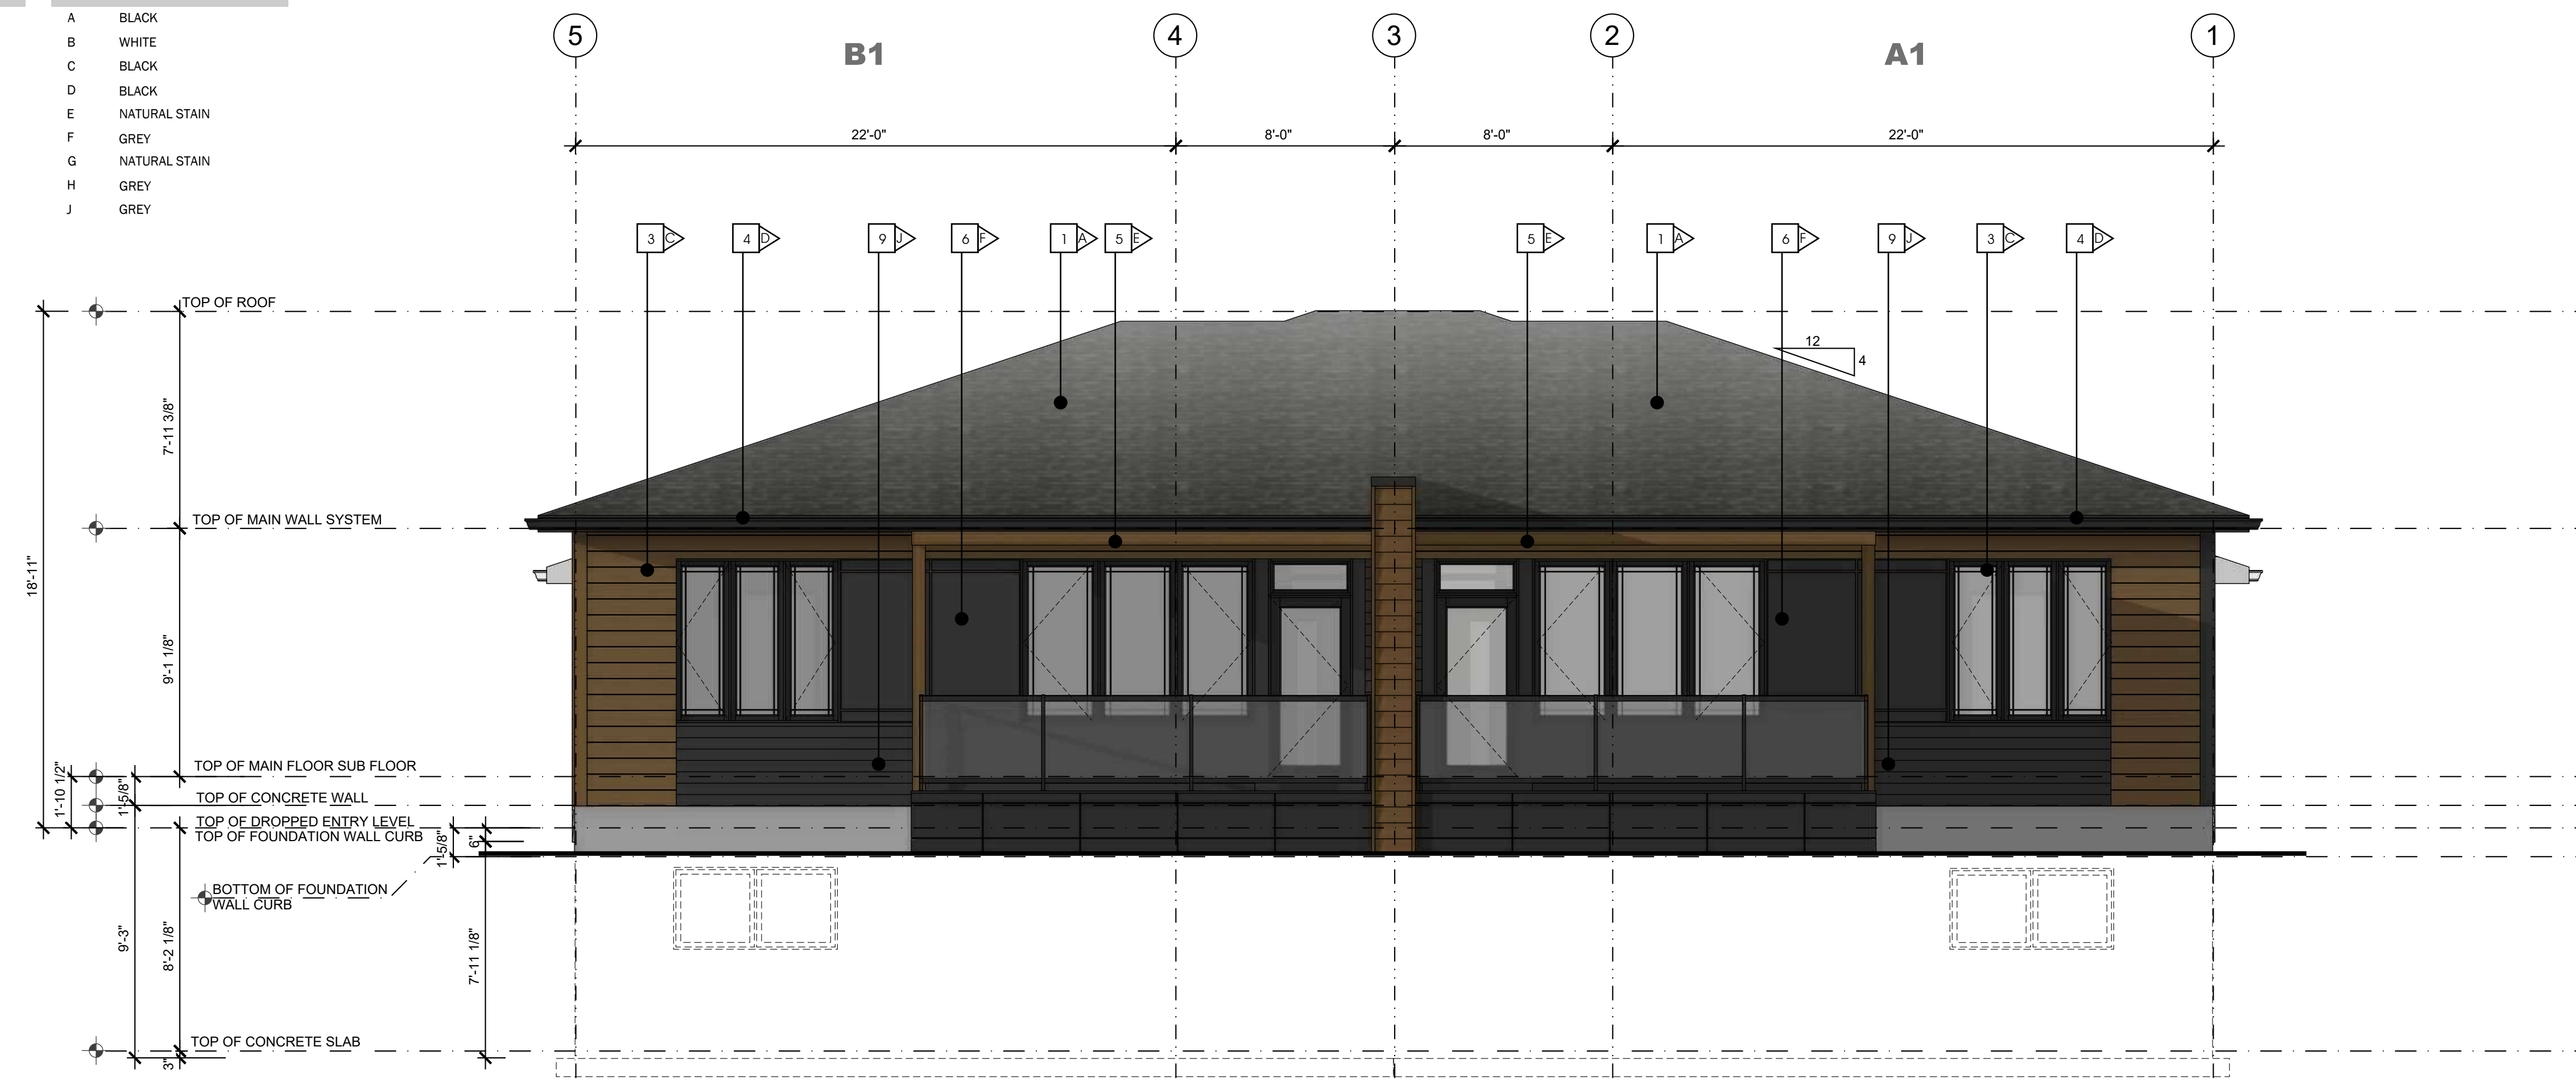 A BLACK
B WHITE
C BLACK
D BLACK
E NATURAL STAIN
F GREY
G NATURAL STAIN
H GREY
J GREY
5 B1 4 3 2 A1 1
22'-0" 8'-0" 8'-0" 22'-0"
3 C 4 D 9 J 6 F 1 A 5 E 5 E 1 A 6 F 9 J 3 C 4 D
TOP OF ROOF
12
4
7'-11 3/8"
TOP OF MAIN WALL SYSTEM
18'-11"
9'-1 1/8"
TOP OF MAIN FLOOR SUB FLOOR
1'-10 1/2"
1'-5/8"
TOP OF CONCRETE WALL
TOP OF DROPPED ENTRY LEVEL
TOP OF FOUNDATION WALL CURB
1'-5/8"
6"
BOTTOM OF FOUNDATION
WALL CURB
9'-3"
8'-2 1/8"
7'-11 1/8"
TOP OF CONCRETE SLAB
3"